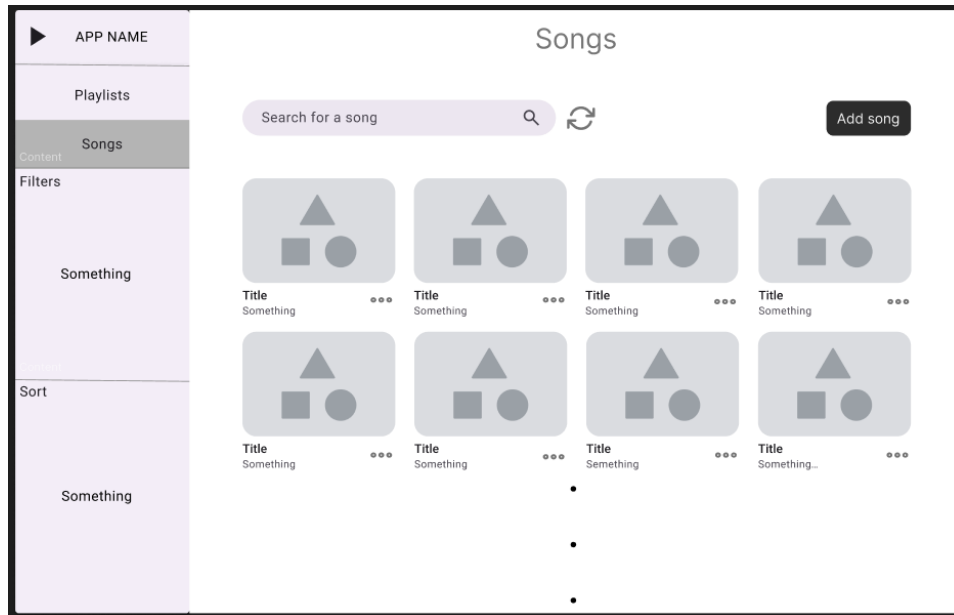 APP NAME
Playlists
Songs
Content
Filters
Something
Sort
Something
Songs
Search for a song
Add song
Title
Something
Title
Something
Title
Something
Title
Something
Title
Something
Title
Something
Title
Semething
Title
Something...